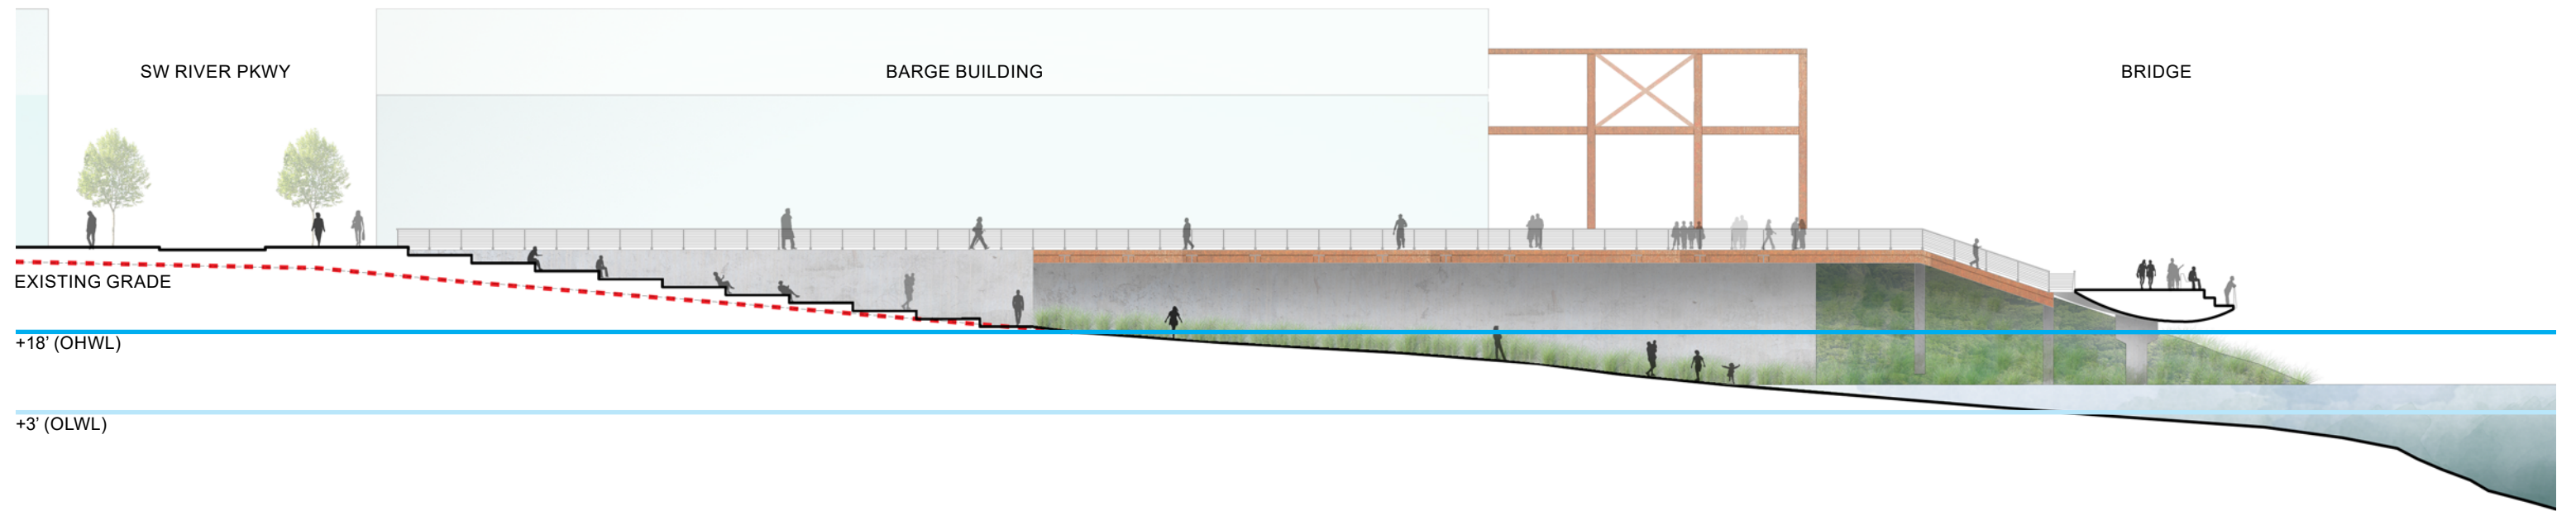 SW RIVER PKWY
BARGE BUILDING
BRIDGE
EXISTING GRADE
+18’ (OHWL)
+3’ (OLWL)